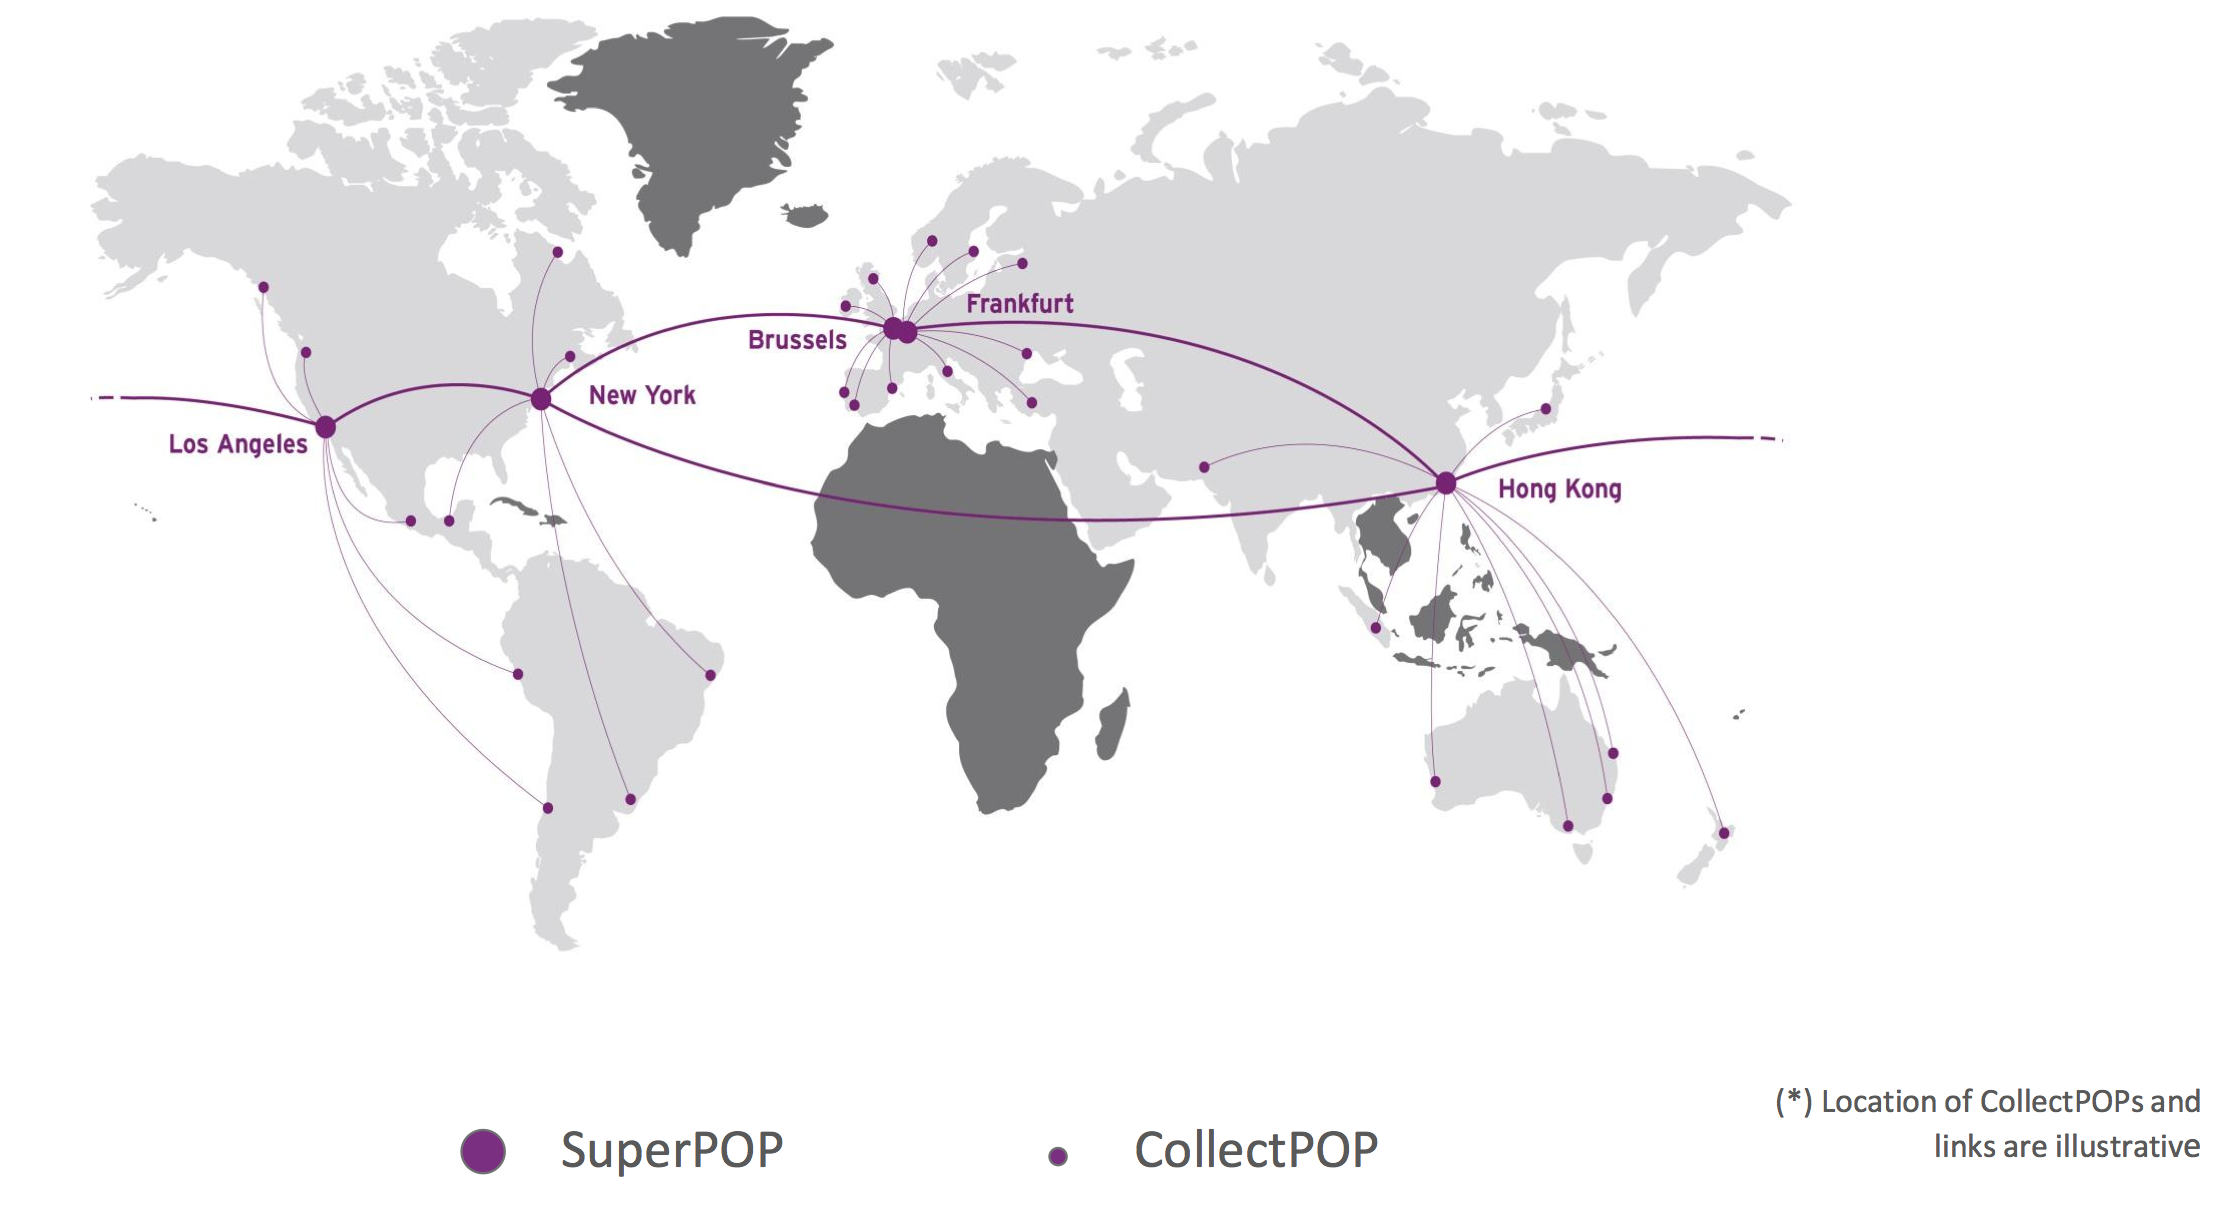 Frankfurt
Brussels
New York
Los Angeles
Hong Kong
(*) Location of CollectPOPs and
links are illustrative
SuperPOP
CollectPOP